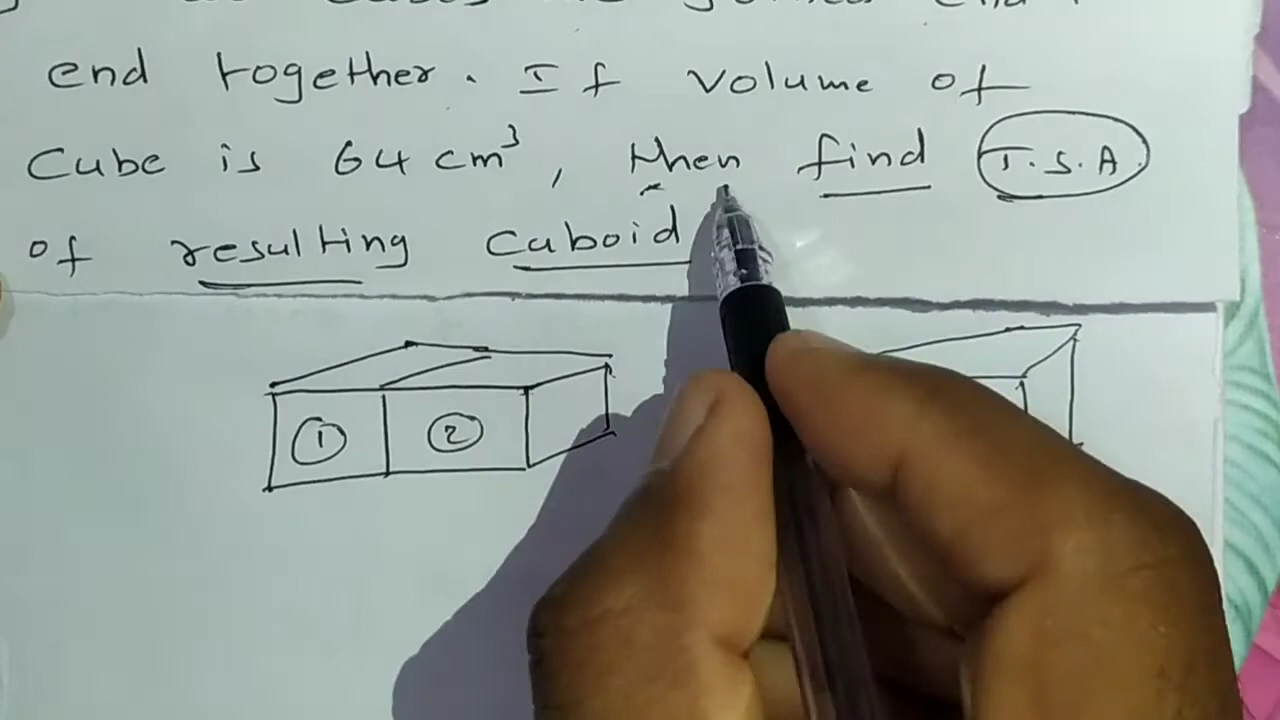 end together. If volume of
Cube is 64 cm³, then find T.S.A.
of resulting Cuboid
1 2